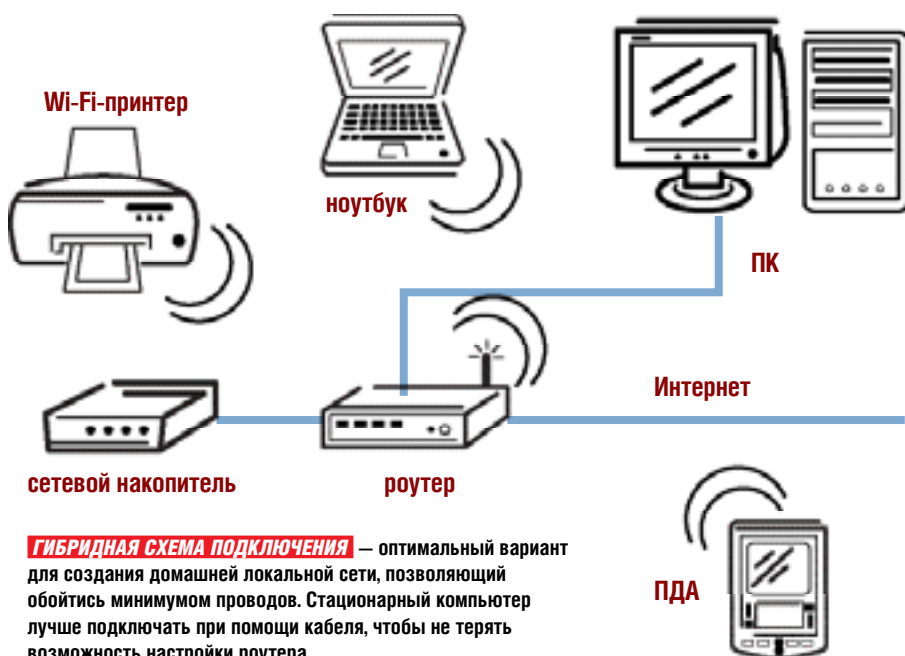 Wi-Fi-принтер
ноутбук
ПК
Интернет
сетевой накопитель
роутер
ПДА
ГИБРИДНАЯ СХЕМА ПОДКЛЮЧЕНИЯ — оптимальный вариант
для создания домашней локальной сети, позволяющий
обойтись минимумом проводов. Стационарный компьютер
лучше подключать при помощи кабеля, чтобы не терять
возможность настройки роутера